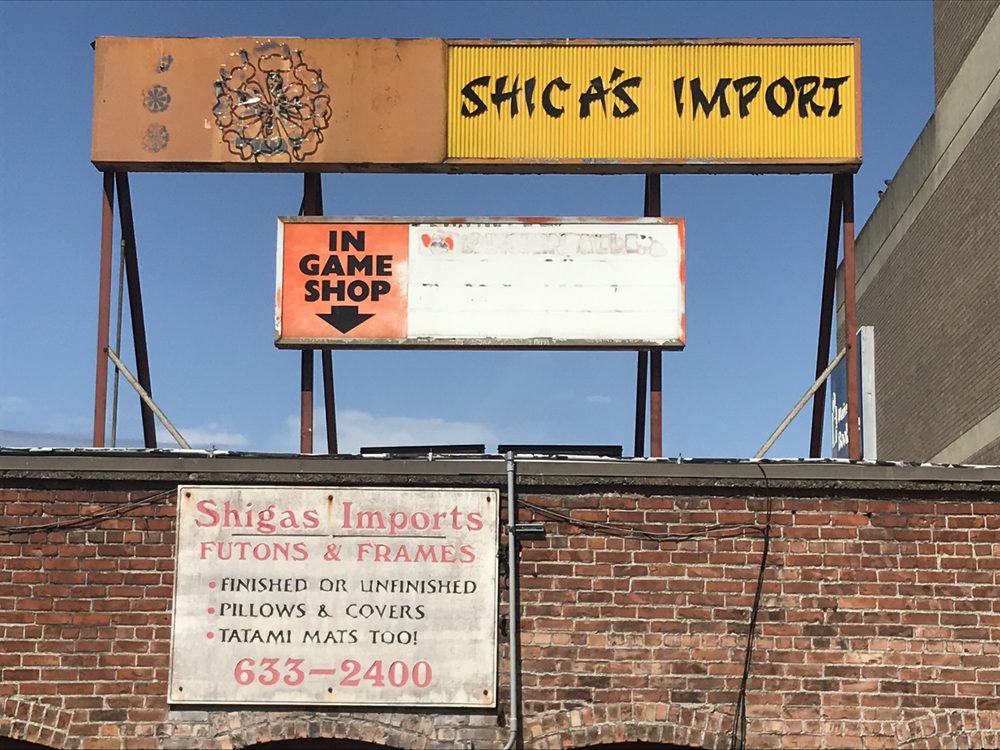 SHIGA'S IMPORT
IN
GAME
SHOP
Shigas Imports
FUTONS & FRAMES
• FINISHED OR UNFINISHED
• PILLOWS & COVERS
• TATAMI MATS TOO!
633-2400